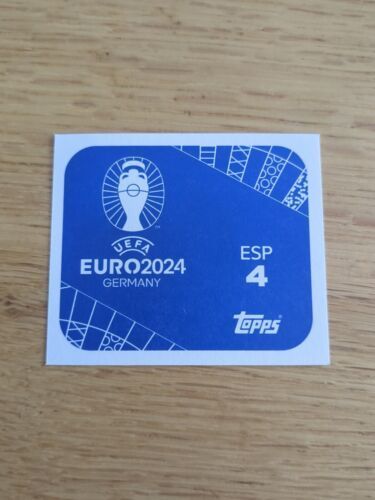 UEFA
EURO2024
GERMANY
ESP
4
Topps